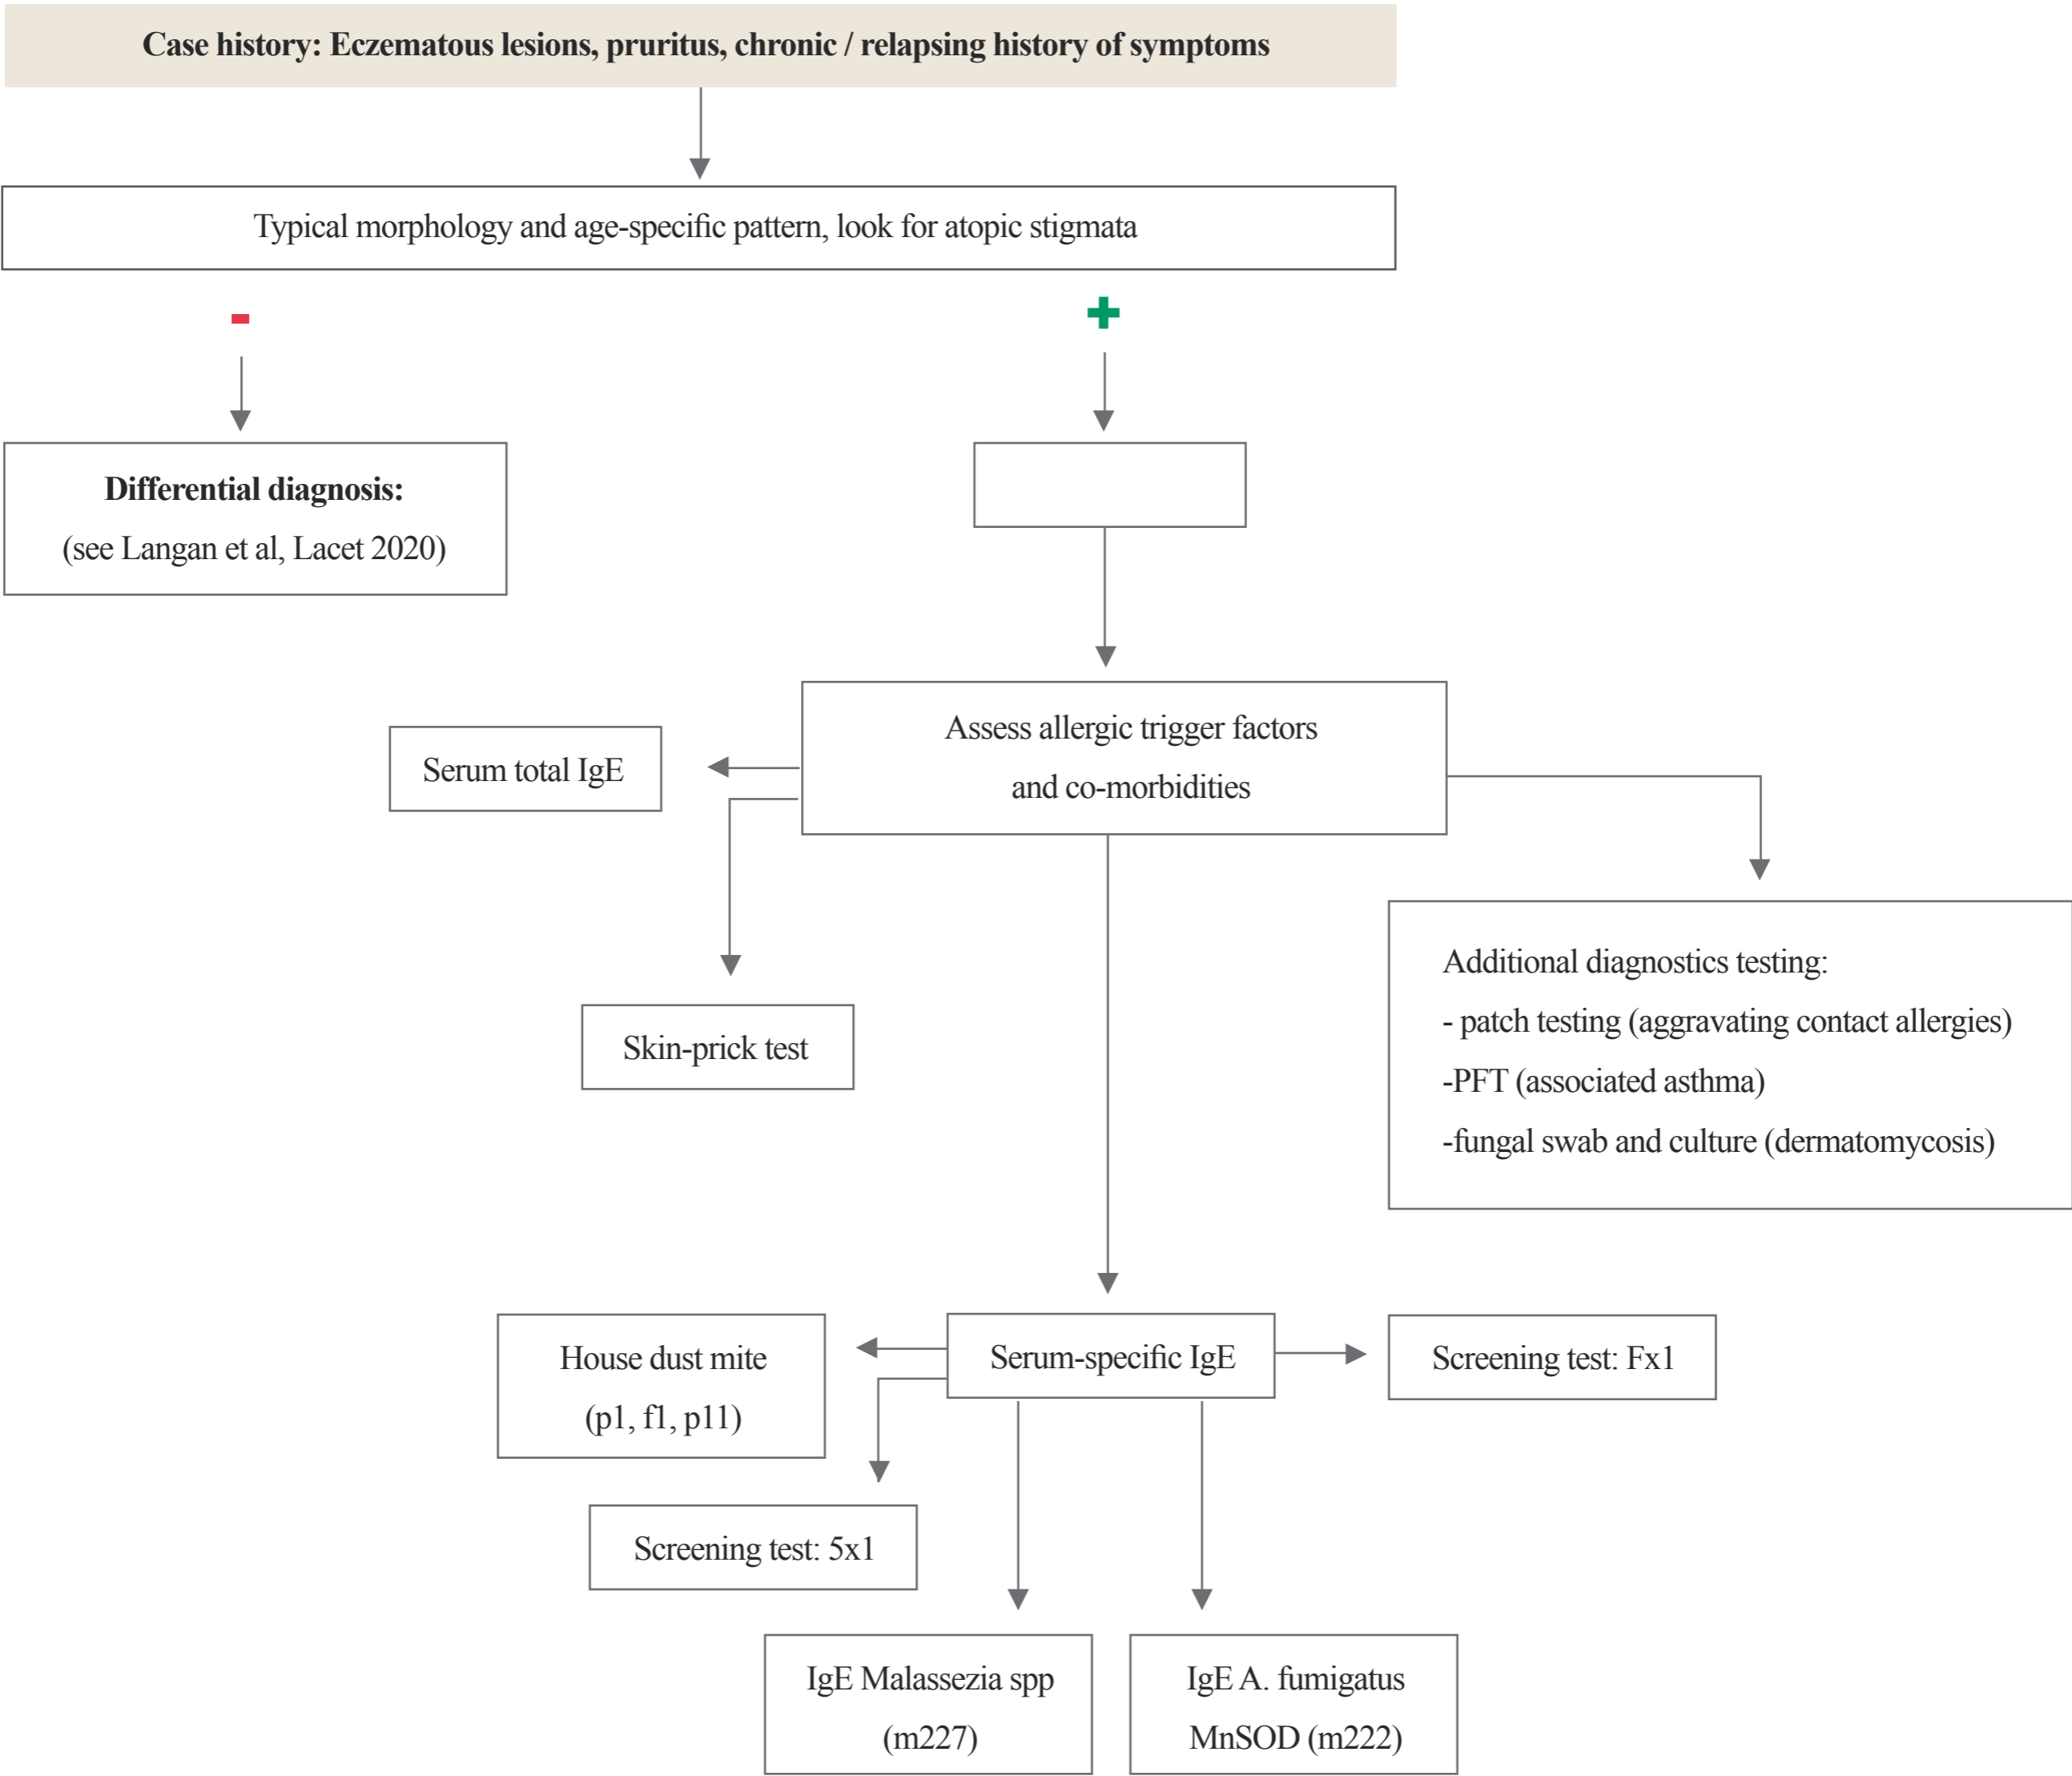 Case history: Eczematous lesions, pruritus, chronic / relapsing history of symptoms
Typical morphology and age-specific pattern, look for atopic stigmata
-
+
Differential diagnosis:
(see Langan et al, Lacet 2020)
Assess allergic trigger factors
and co-morbidities
Serum total IgE
Skin-prick test
Additional diagnostics testing:
- patch testing (aggravating contact allergies)
-PFT (associated asthma)
-fungal swab and culture (dermatomycosis)
House dust mite
(p1, f1, p11)
Serum-specific IgE
Screening test: Fx1
Screening test: 5x1
IgE Malassezia spp
(m227)
IgE A. fumigatus
MnSOD (m222)